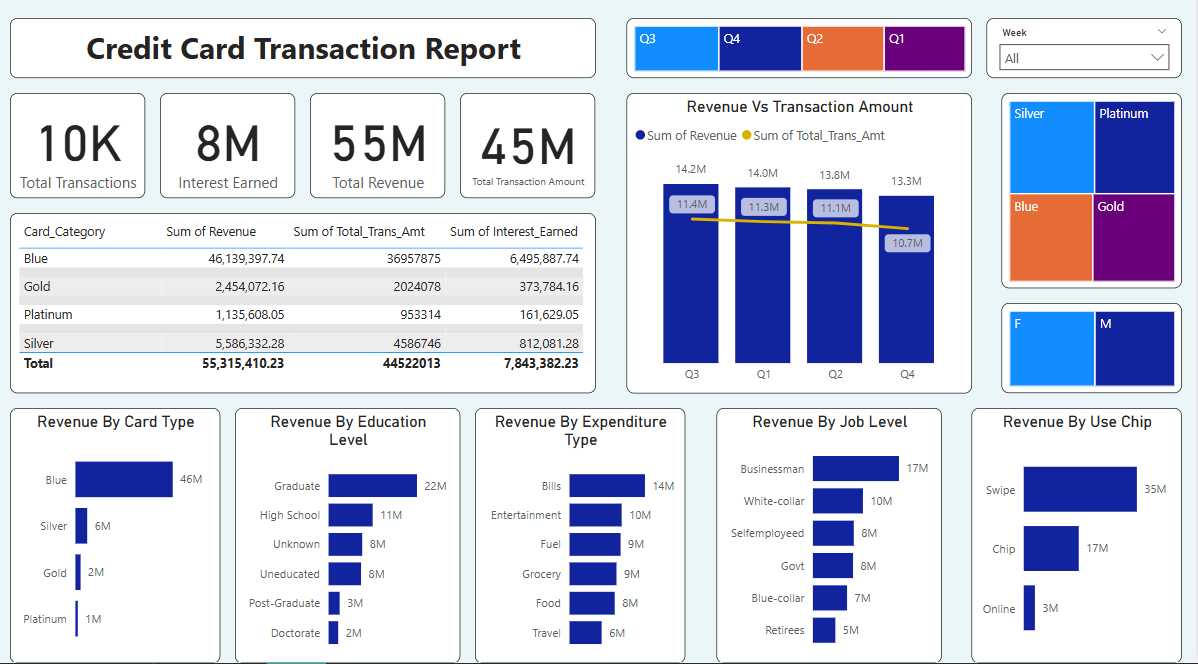 Credit Card Transaction Report
Q3 Q4 Q2 Q1
Week
All
10K
Total Transactions
8M
Interest Earned
55M
Total Revenue
45M
Total Transaction Amount
Card_Category Sum of Revenue Sum of Total_Trans_Amt Sum of Interest_Earned
Blue 46,139,397.74 36957875 6,495,887.74
Gold 2,454,072.16 2024078 373,784.16
Platinum 1,135,608.05 953314 161,629.05
Silver 5,586,332.28 4586746 812,081.28
Total 55,315,410.23 44522013 7,843,382.23
Revenue Vs Transaction Amount
Sum of Revenue Sum of Total_Trans_Amt
14.2M 14.0M 13.8M 13.3M
11.4M 11.3M 11.1M 10.7M
Q3 Q1 Q2 Q4
Silver Platinum
Blue Gold
F M
Revenue By Card Type
Blue 46M
Silver 6M
Gold 2M
Platinum 1M
Revenue By Education
Level
Graduate 22M
High School 11M
Unknown 8M
Uneducated 8M
Post-Graduate 3M
Doctorate 2M
Revenue By Expenditure
Type
Bills 14M
Entertainment 10M
Fuel 9M
Grocery 9M
Food 8M
Travel 6M
Revenue By Job Level
Businessman 17M
White-collar 10M
Selfemployeed 8M
Govt 8M
Blue-collar 7M
Retirees 5M
Revenue By Use Chip
Swipe 35M
Chip 17M
Online 3M